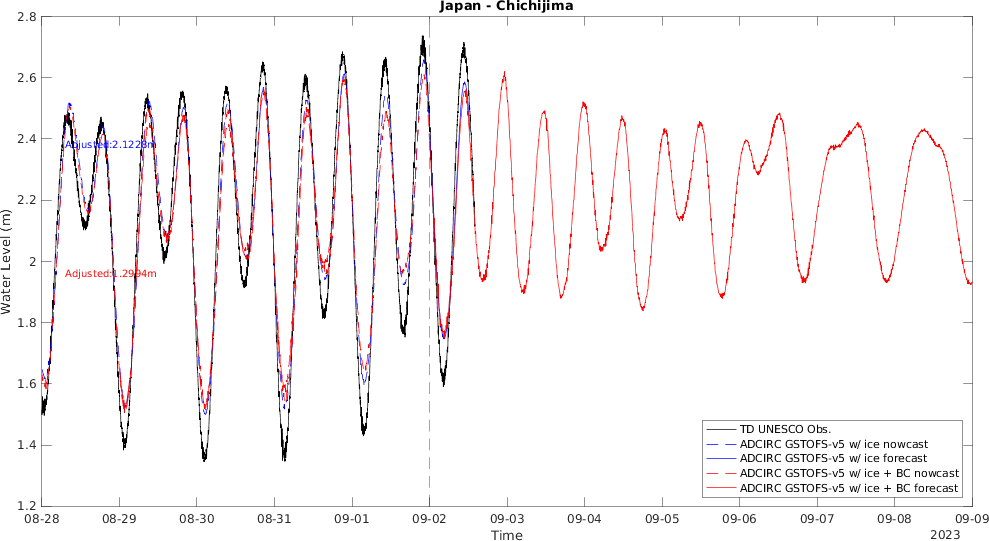 Japan - Chichijima
2.8
2.6
2.4
2.2
2
1.8
1.6
1.4
1.2
Water Level (m)
Adjusted:2.1228m
Adjusted:1.2994m
TD UNESCO Obs.
ADCIRC GSTOFS-v5 w/ ice nowcast
ADCIRC GSTOFS-v5 w/ ice forecast
ADCIRC GSTOFS-v5 w/ ice + BC nowcast
ADCIRC GSTOFS-v5 w/ ice + BC forecast
08-28 08-29 08-30 08-31 09-01 09-02 09-03 09-04 09-05 09-06 09-07 09-08 09-09
Time
2023